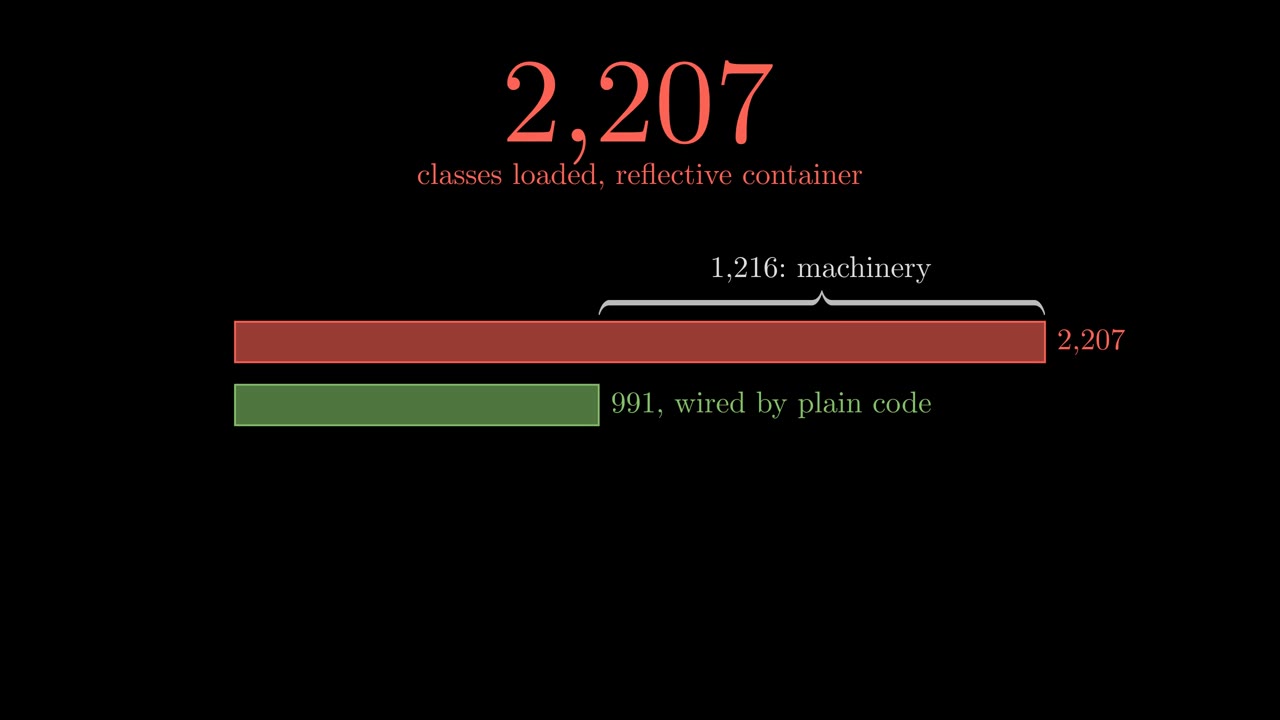 2,207
classes loaded, reflective container
1,216: machinery
2,207
991, wired by plain code